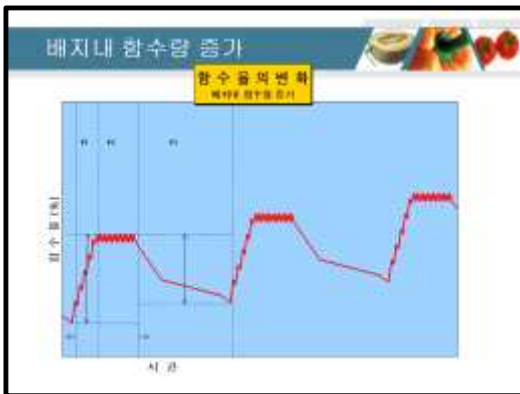 배지내 함수량 증가
함 수 율 의 변 화
배지내 함수량 증가
함 수 율 (%)
시 간